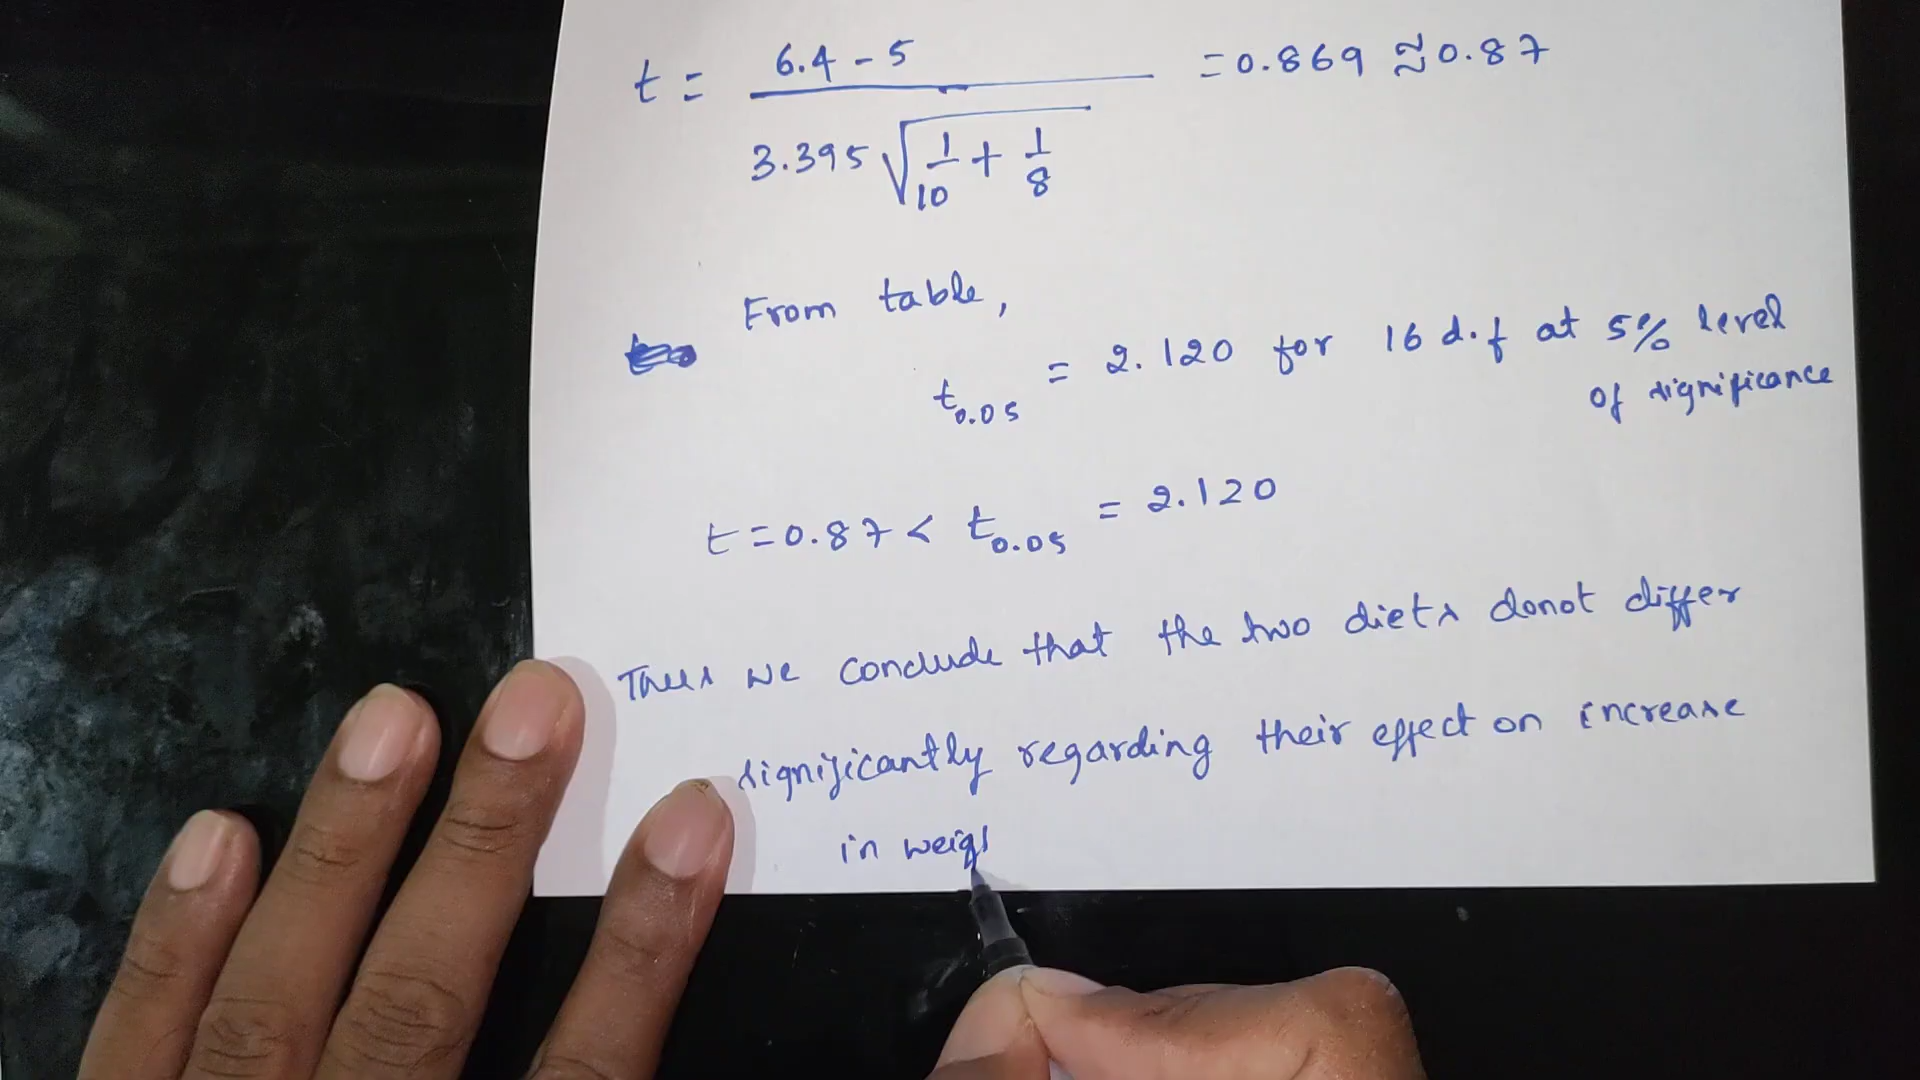 t = 6.4 - 5 / 3.395 √(1/10 + 1/8) = 0.869 ≈ 0.87
From table,
t0.05 = 2.120 for 16 d.f at 5% level
of significance
t = 0.87 < t0.05 = 2.120
Thus we conclude that the two diets donot differ
significantly regarding their effect on increase
in weigh